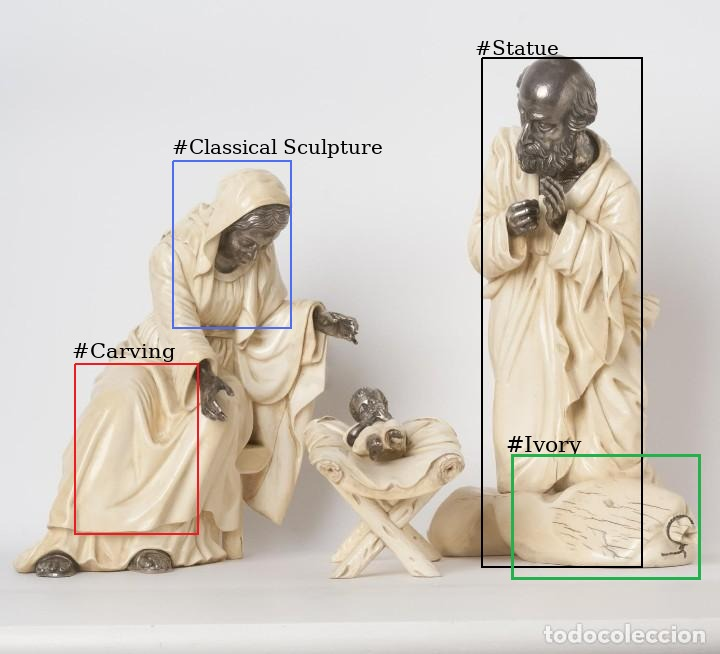 #Statue
#Classical Sculpture
#Carving
#Ivory
todocoleccion